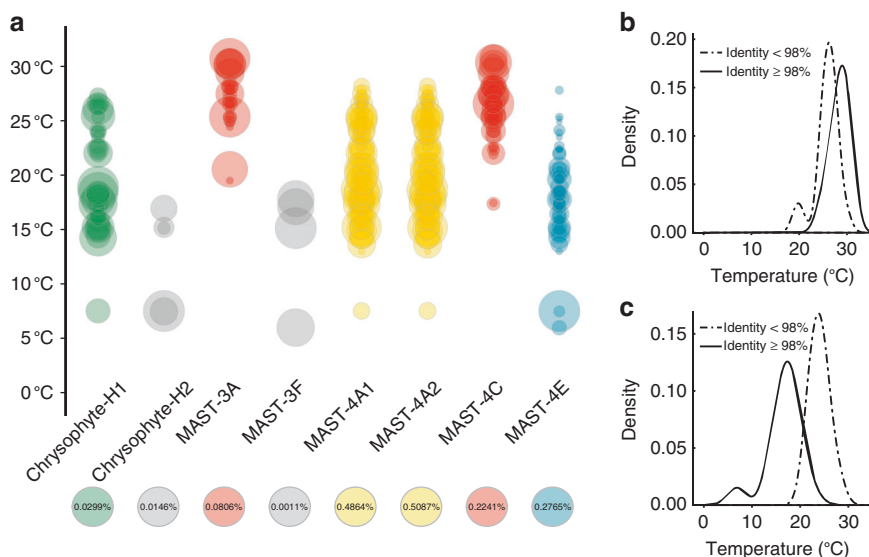 a
30 °C
25 °C
20 °C
15 °C
10 °C
5 °C
0 °C
Chrysophyte-H1
Chrysophyte-H2
MAST-3A
MAST-3F
MAST-4A1
MAST-4A2
MAST-4C
MAST-4E
0.0299%
0.0146%
0.0806%
0.0011%
0.4864%
0.5087%
0.2241%
0.2765%
b
0.20
0.15
0.10
0.05
0.00
Density
Identity < 98%
Identity ≥ 98%
0
10
20
30
Temperature (°C)
c
0.15
0.10
0.05
0.00
Density
Identity < 98%
Identity ≥ 98%
0
10
20
30
Temperature (°C)